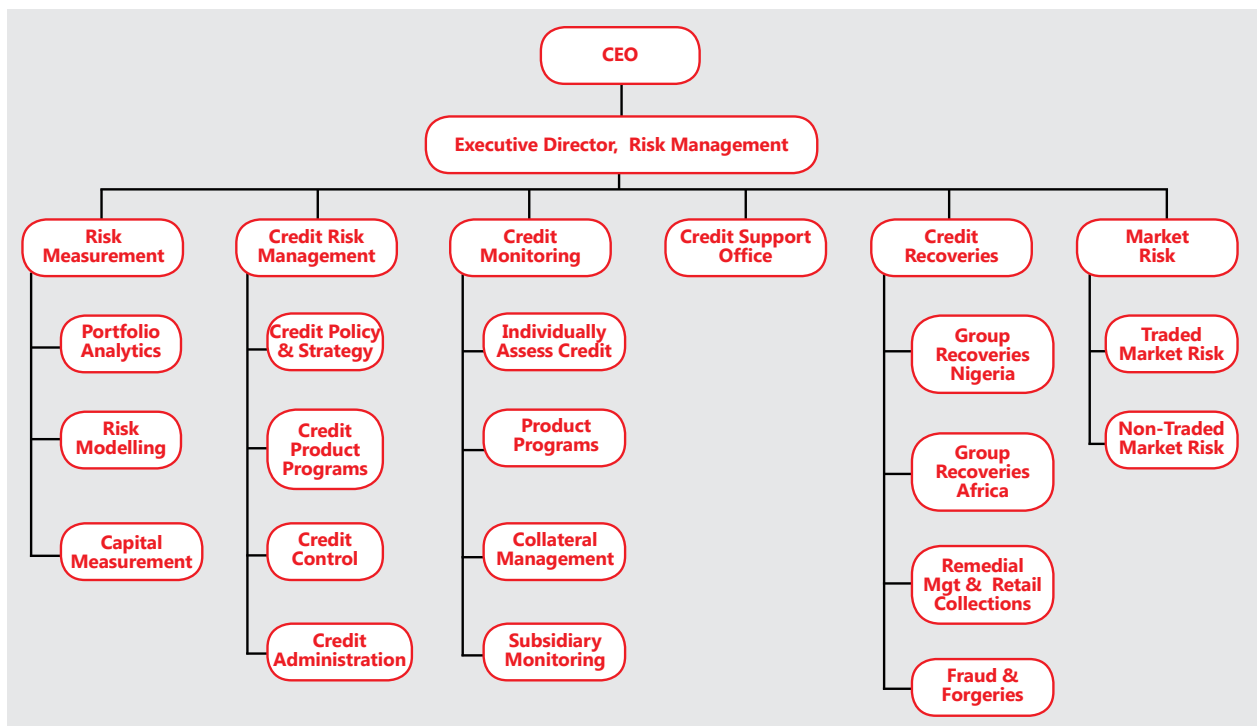 CEO
Executive Director, Risk Management
Risk
Measurement
Credit Risk
Management
Credit
Monitoring
Credit Support
Office
Credit
Recoveries
Market
Risk
Portfolio
Analytics
Risk
Modelling
Capital
Measurement
Credit Policy
& Strategy
Credit
Product
Programs
Credit
Control
Credit
Administration
Individually
Assess Credit
Product
Programs
Collateral
Management
Subsidiary
Monitoring
Group
Recoveries
Nigeria
Group
Recoveries
Africa
Remedial
Mgt & Retail
Collections
Fraud &
Forgeries
Traded
Market Risk
Non-Traded
Market Risk